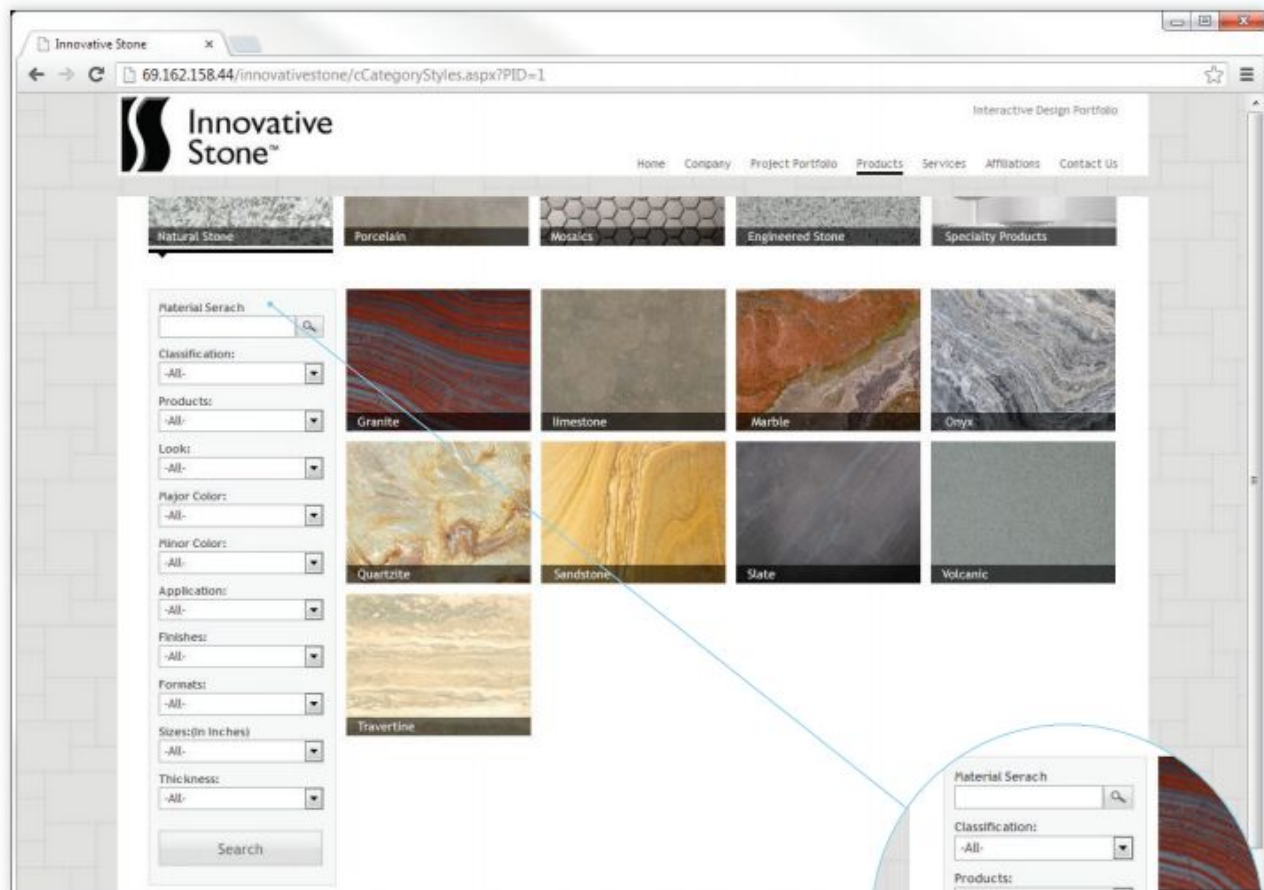 Innovative Stone
69.162.158.44/innovativestone/cCategoryStyles.aspx?PID=1
Interactive Design Portfolio
Innovative
Stone™
Home Company Project Portfolio Products Services Affiliations Contact Us
Natural Stone Porcelain Mosaics Engineered Stone Specialty Products
Material Serach
Classification:
-All-
Products:
-All-
Look:
-All-
Major Color:
-All-
Minor Color:
-All-
Application:
-All-
Finishes:
-All-
Formats:
-All-
Sizes:(In Inches)
-All-
Thickness:
-All-
Search
Granite limestone Marble Onyx
Quartzite Sandstone Slate Volcanic
Travertine
Material Serach
Classification:
-All-
Products: